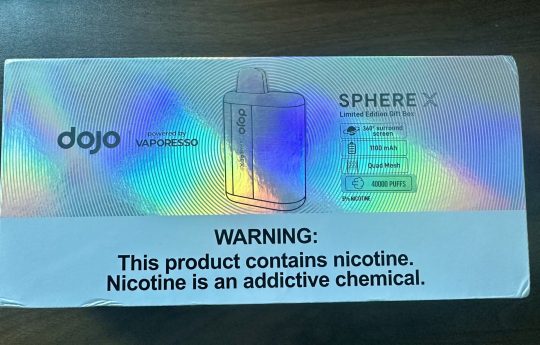 dojo
powered by
VAPORESSO
dojo
SPHERE X
Limited Edition Gift Box
360° surround
screen
1100 mAh
Quad Mesh
40000 PUFFS
5% NICOTINE
WARNING:
This product contains nicotine.
Nicotine is an addictive chemical.